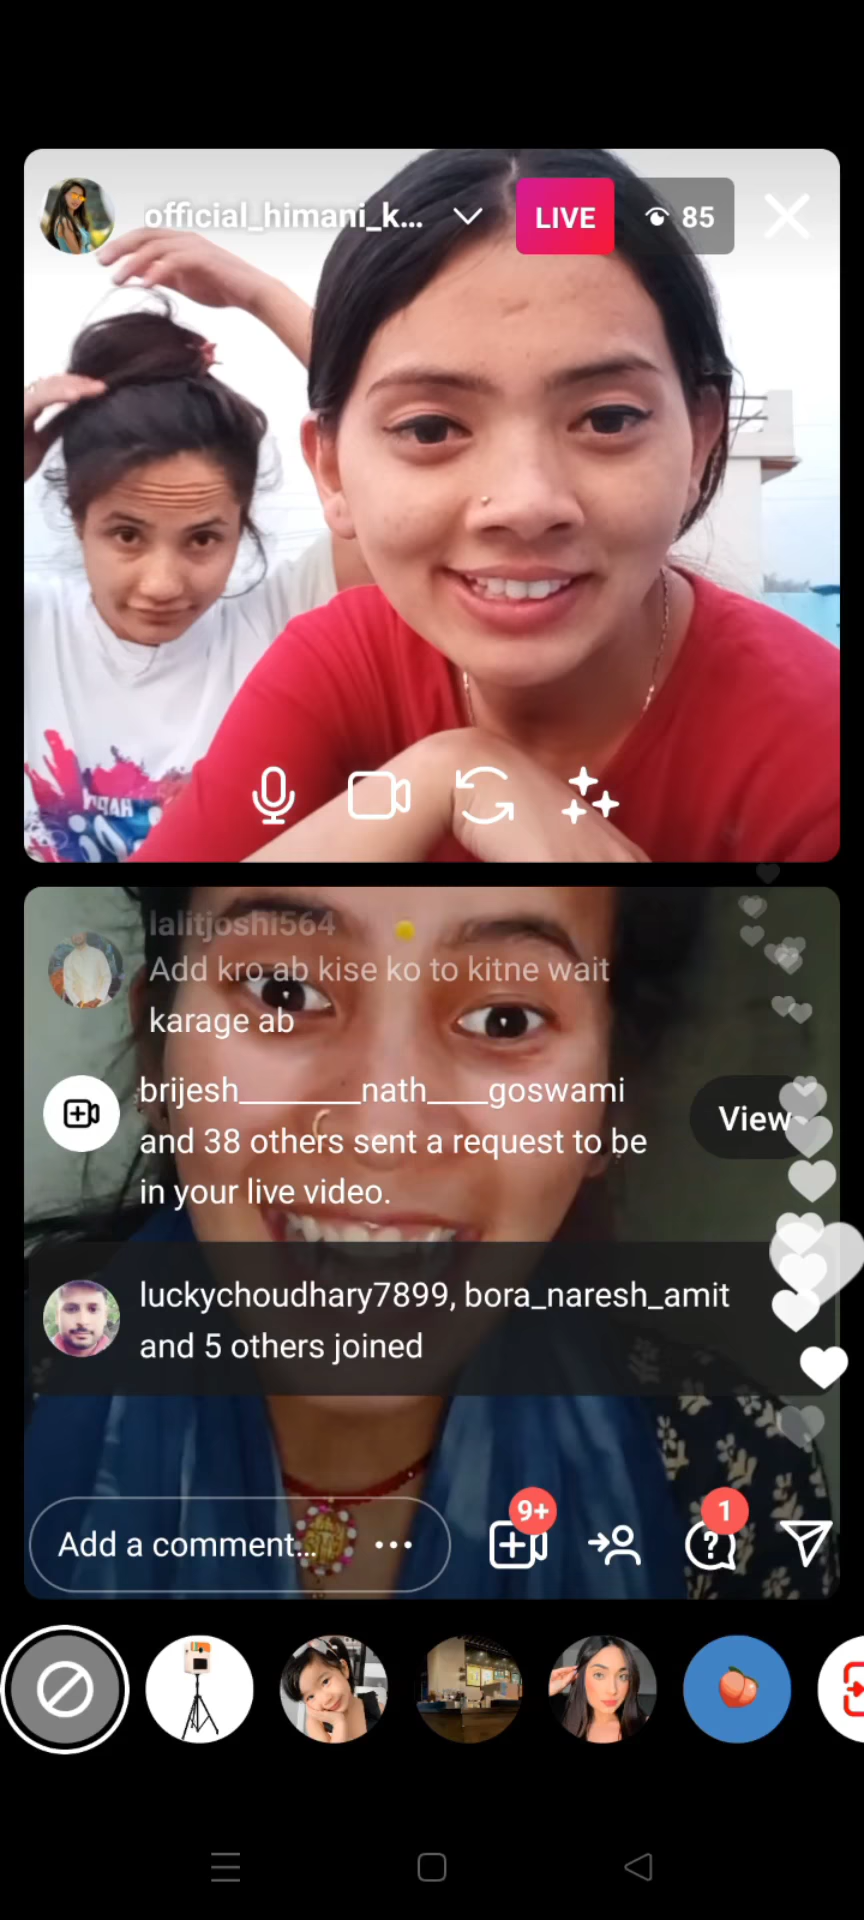 official_himani_k...
LIVE
85
lalitjoshi564
Add kro ab kise ko to kitne wait
karage ab
brijesh________nath____goswami
and 38 others sent a request to be
in your live video.
View
luckychoudhary7899, bora_naresh_amit
and 5 others joined
Add a comment...
9+
1